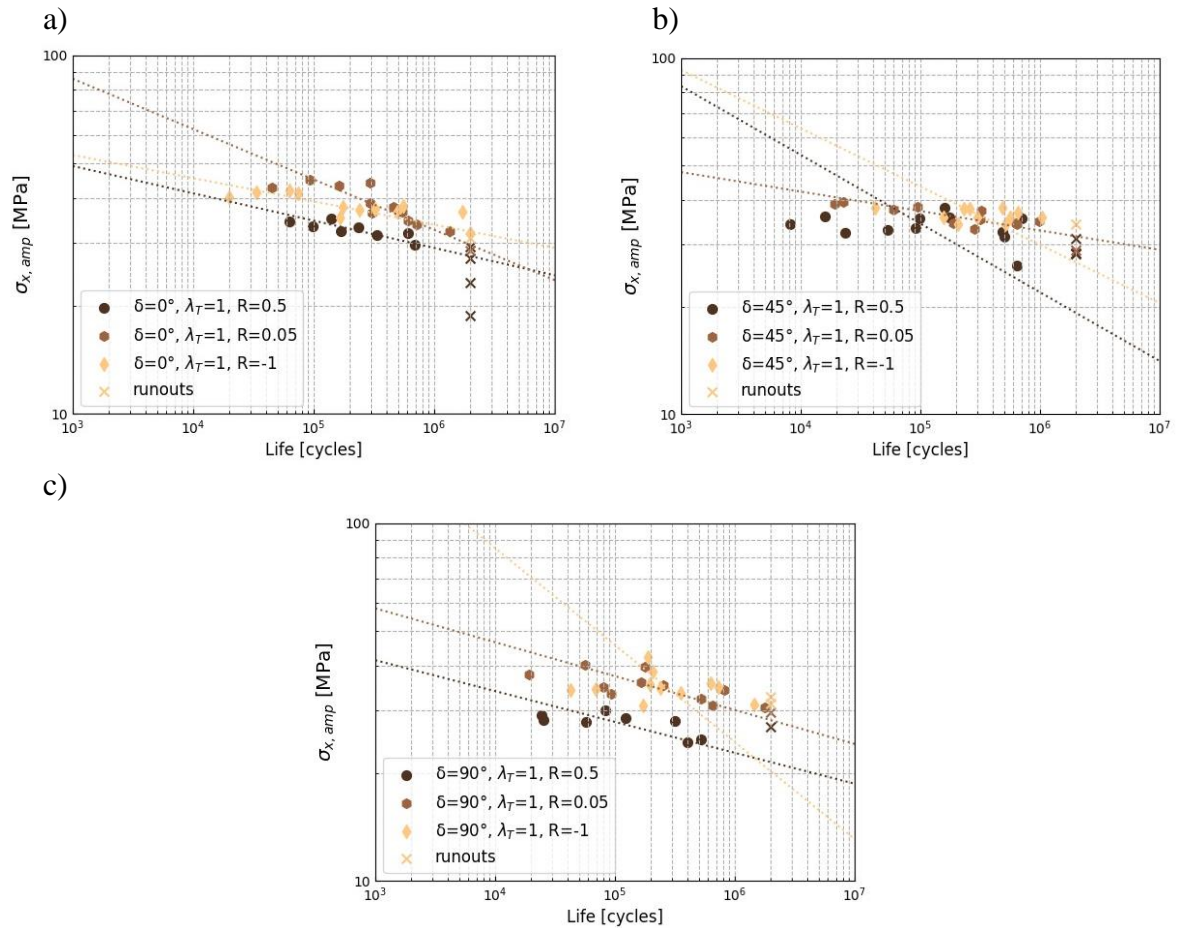 a)
100
10
10³
10⁴
10⁵
10⁶
10⁷
σx, amp [MPa]
Life [cycles]
δ=0°, λT=1, R=0.5
δ=0°, λT=1, R=0.05
δ=0°, λT=1, R=-1
runouts
b)
100
10
10³
10⁴
10⁵
10⁶
10⁷
σx, amp [MPa]
Life [cycles]
δ=45°, λT=1, R=0.5
δ=45°, λT=1, R=0.05
δ=45°, λT=1, R=-1
runouts
c)
100
10
10³
10⁴
10⁵
10⁶
10⁷
σx, amp [MPa]
Life [cycles]
δ=90°, λT=1, R=0.5
δ=90°, λT=1, R=0.05
δ=90°, λT=1, R=-1
runouts